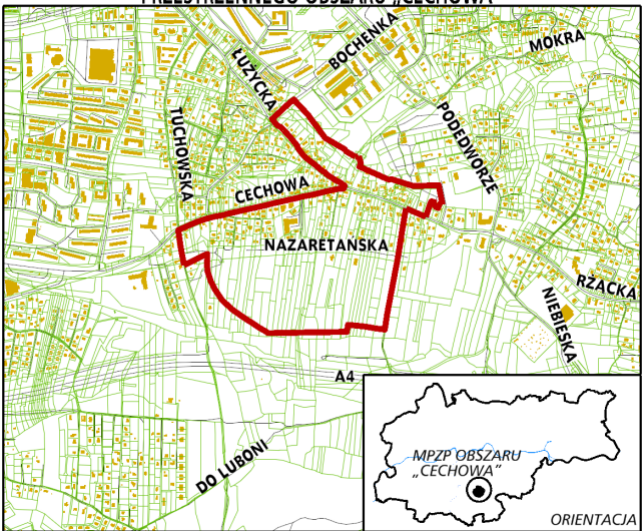 PRZESTRZENNEGO OBSZARU „CECHOWA”
BOCHENKA
MOKRA
ŁUŻYCKA
TUCHOWSKA
PODEDWORZE
CECHOWA
NAZARETAŃSKA
RŻĄCKA
NIEBIESKA
A4
DO LUBONI
MPZP OBSZARU
„CECHOWA”
ORIENTACJA